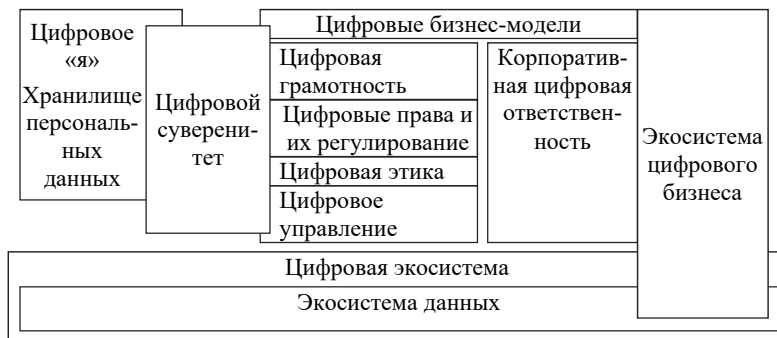 Цифровое
«я»
Хранилище
персональ-
ных
данных
Цифровой
суверени-
тет
Цифровые бизнес-модели
Цифровая
грамотность
Цифровые права и
их регулирование
Цифровая этика
Цифровое
управление
Корпоратив-
ная цифровая
ответствен-
ность
Экосистема
цифрового
бизнеса
Цифровая экосистема
Экосистема данных